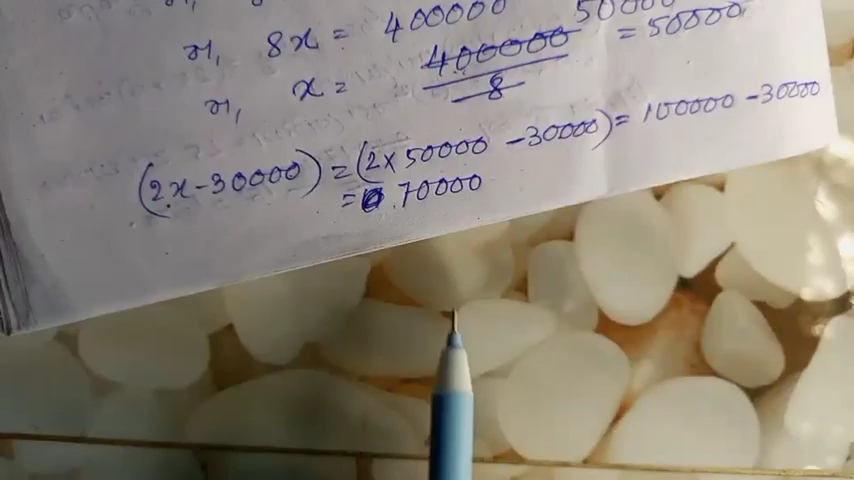 या, 8x = 400000
या, x = 400000/8 50000 = 50000
(2x - 30000) = (2 x 50000 - 30000) = 100000 - 30000
= 70000